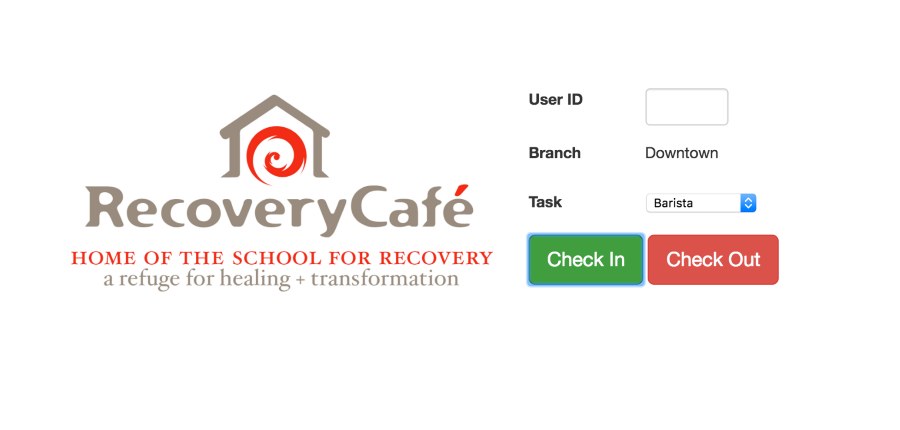 RecoveryCafé
HOME OF THE SCHOOL FOR RECOVERY
a refuge for healing + transformation
User ID
Branch Downtown
Task Barista
Check In Check Out